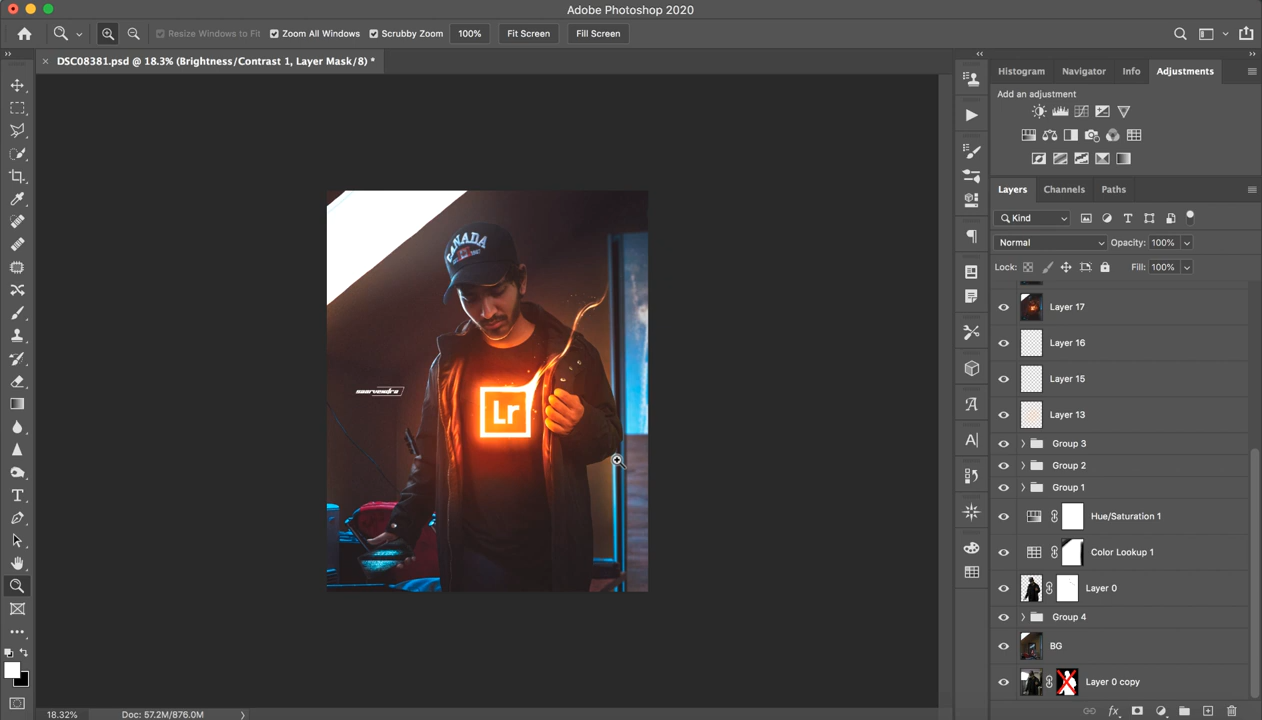 Adobe Photoshop 2020
Resize Windows to Fit
Zoom All Windows
Scrubby Zoom
100%
Fit Screen
Fill Screen
DSC08381.psd @ 18.3% (Brightness/Contrast 1, Layer Mask/8) *
Histogram
Navigator
Info
Adjustments
Add an adjustment
Layers
Channels
Paths
Kind
Normal
Opacity: 100%
Lock:
Fill: 100%
Layer 17
Layer 16
Layer 15
Layer 13
Group 3
Group 2
Group 1
Hue/Saturation 1
Color Lookup 1
Layer 0
Group 4
BG
Layer 0 copy
fx
CANADA
Lr
18.32%
Doc: 57.2M/876.0M